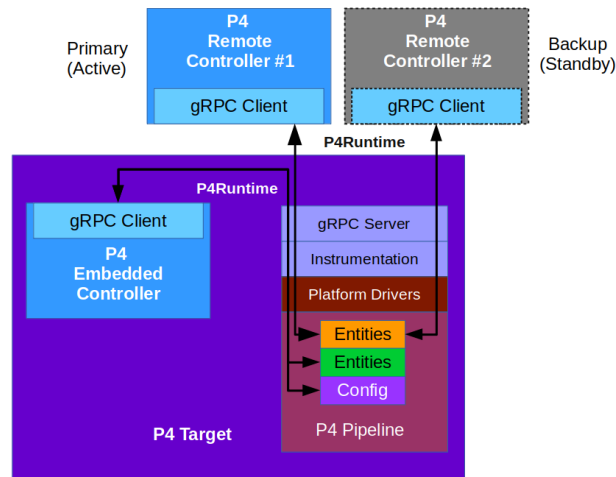 Primary
(Active)
P4
Remote
Controller #1
gRPC Client
P4
Remote
Controller #2
gRPC Client
Backup
(Standby)
P4Runtime
P4Runtime
gRPC Client
P4
Embedded
Controller
gRPC Server
Instrumentation
Platform Drivers
Entities
Entities
Config
P4 Pipeline
P4 Target